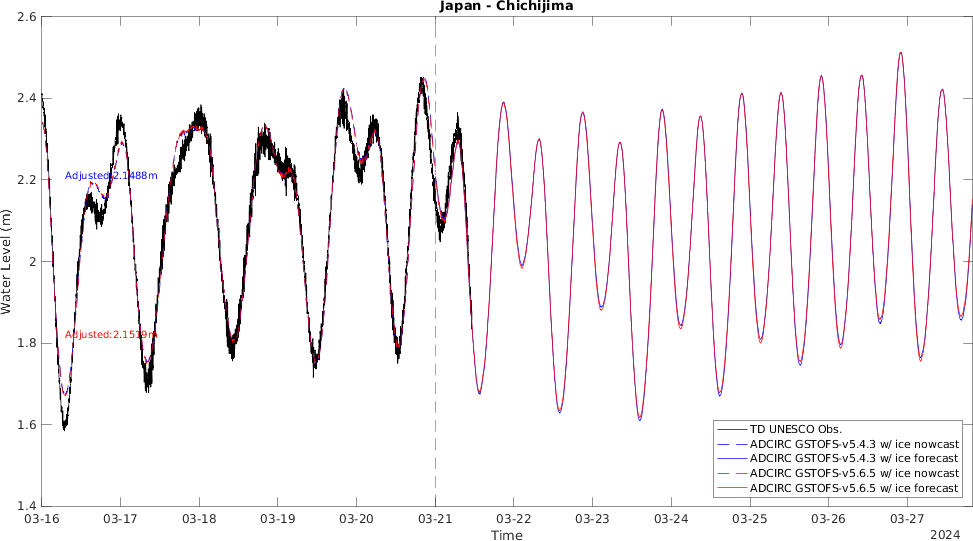 Japan - Chichijima
Water Level (m)
2.6
2.4
2.2
2
1.8
1.6
1.4
Adjusted:2.1488m
Adjusted:2.1519m
TD UNESCO Obs.
ADCIRC GSTOFS-v5.4.3 w/ ice nowcast
ADCIRC GSTOFS-v5.4.3 w/ ice forecast
ADCIRC GSTOFS-v5.6.5 w/ ice nowcast
ADCIRC GSTOFS-v5.6.5 w/ ice forecast
03-16 03-17 03-18 03-19 03-20 03-21 03-22 03-23 03-24 03-25 03-26 03-27
Time
2024